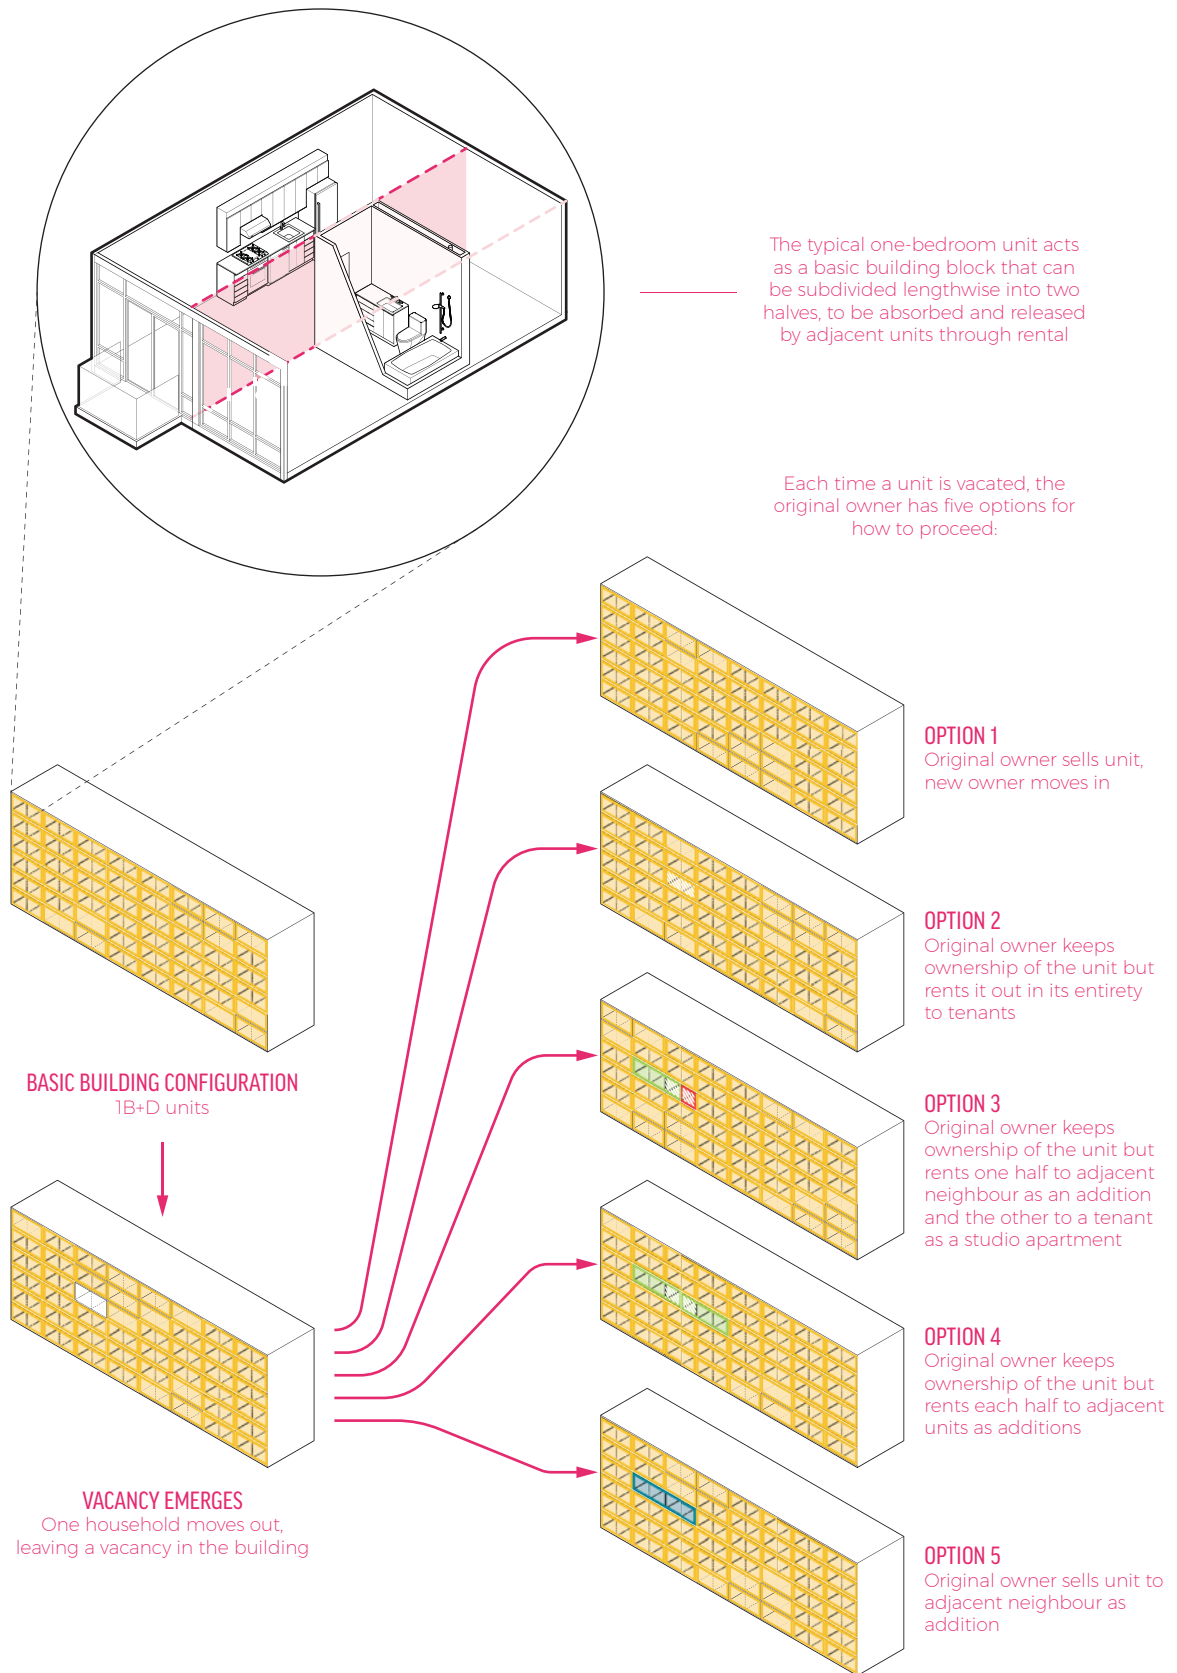 The typical one-bedroom unit acts
as a basic building block that can
be subdivided lengthwise into two
halves, to be absorbed and released
by adjacent units through rental
Each time a unit is vacated, the
original owner has five options for
how to proceed:
OPTION 1
Original owner sells unit,
new owner moves in
OPTION 2
Original owner keeps
ownership of the unit but
rents it out in its entirety
to tenants
BASIC BUILDING CONFIGURATION
1B+D units
OPTION 3
Original owner keeps
ownership of the unit but
rents one half to adjacent
neighbour as an addition
and the other to a tenant
as a studio apartment
OPTION 4
Original owner keeps
ownership of the unit but
rents each half to adjacent
units as additions
VACANCY EMERGES
One household moves out,
leaving a vacancy in the building
OPTION 5
Original owner sells unit to
adjacent neighbour as
addition